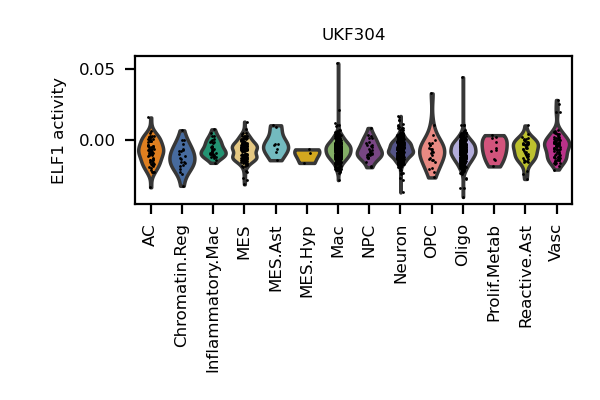 UKF304
ELF1 activity
0.05
0.00
AC
Chromatin.Reg
Inflammatory.Mac
MES
MES.Ast
MES.Hyp
Mac
NPC
Neuron
OPC
Oligo
Prolif.Metab
Reactive.Ast
Vasc